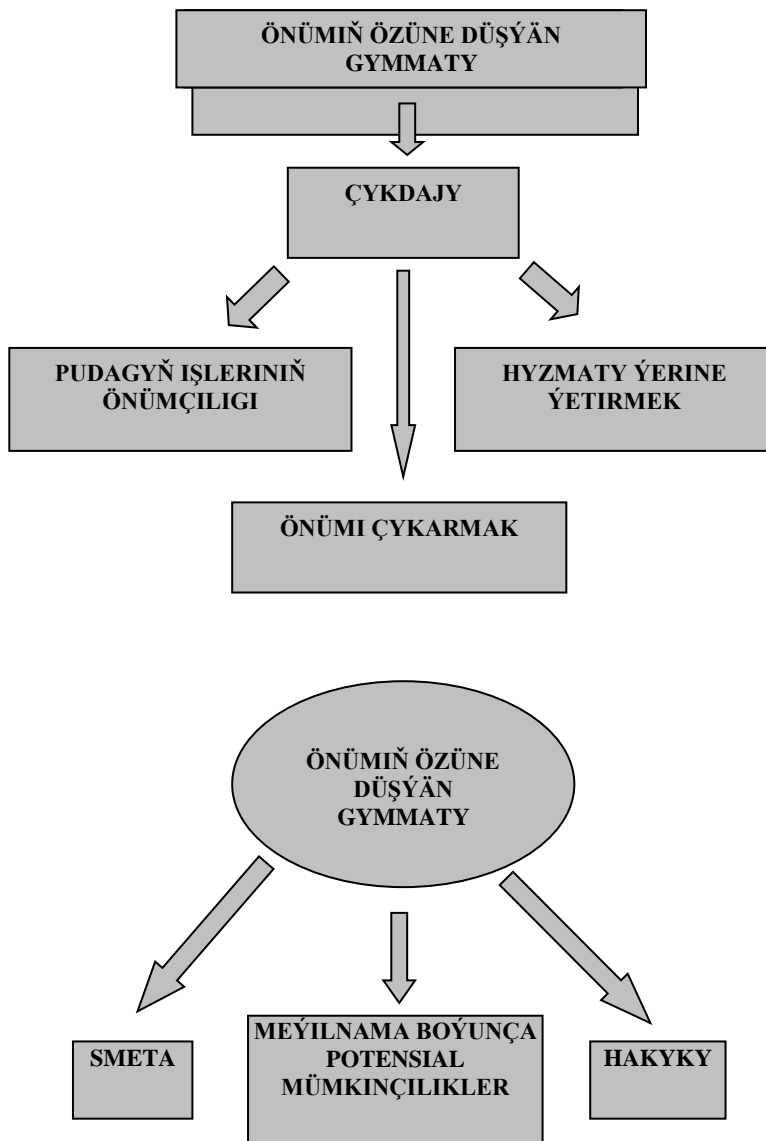 ÖNÜMIŇ ÖZÜNE DÜŞÝÄN
GYMMATY
ÇYKDAJY
PUDAGYŇ IŞLERINIŇ
ÖNÜMÇILIGI
HYZMATY ÝERINE
ÝETIRMEK
ÖNÜMI ÇYKARMAK
ÖNÜMIŇ ÖZÜNE
DÜŞÝÄN
GYMMATY
SMETA
MEÝILNAMA BOÝUNÇA
POTENSIAL
MÜMKINÇILIKLER
HAKYKY